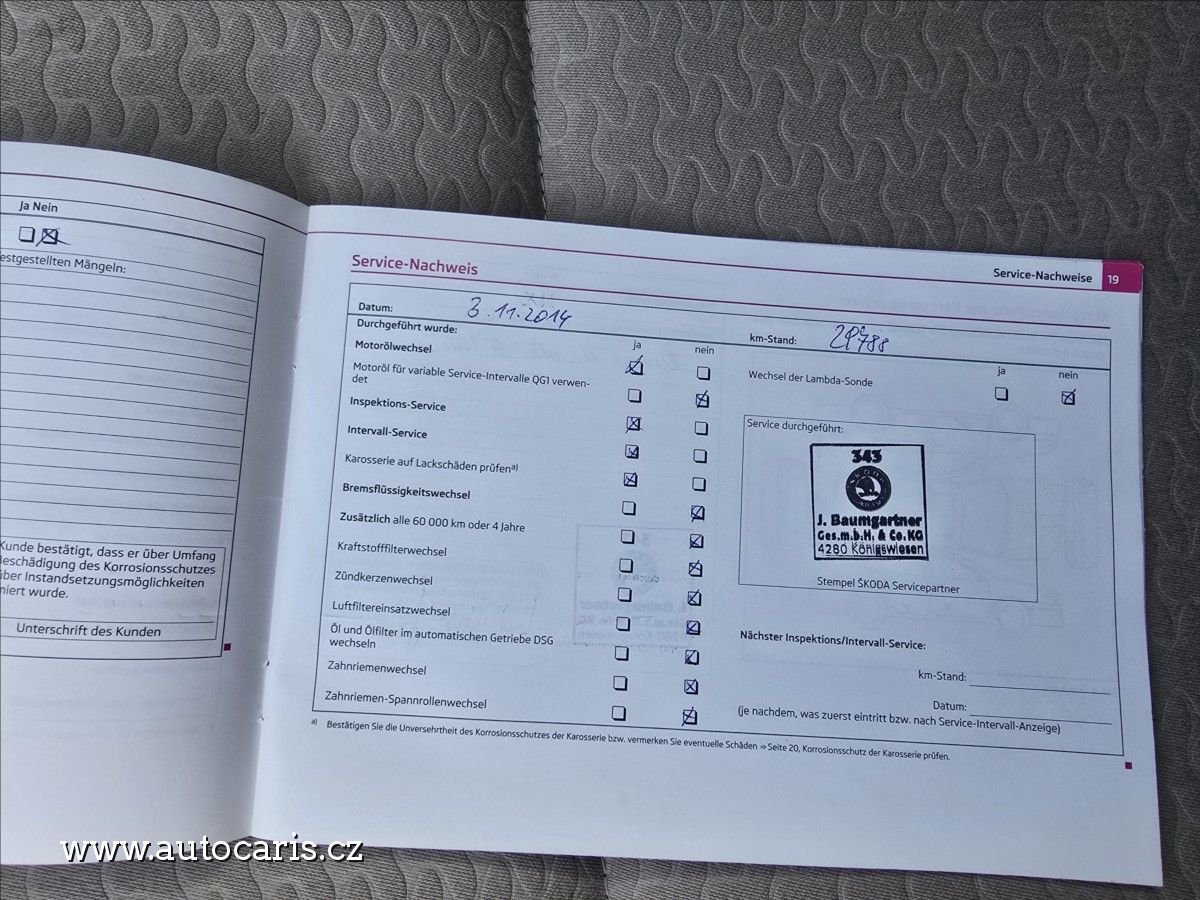 Ja Nein
estgestellten Mängeln:
Kunde bestätigt, dass er über Umfang
Beschädigung des Korrosionsschutzes
über Instandsetzungsmöglichkeiten
miert wurde.
Unterschrift des Kunden
Service-Nachweise 19
Service-Nachweis
Datum: 3.11.2014
km-Stand:
Durchgeführt wurde:
ja nein
Motorölwechsel
Motoröl für variable Service-Intervalle QG1 verwen-
det
Inspektions-Service
Intervall-Service
Karosserie auf Lackschäden prüfen a)
Bremsflüssigkeitswechsel
Zusätzlich alle 60 000 km oder 4 Jahre
Kraftstofffilterwechsel
Zündkerzenwechsel
Luftfiltereinsatzwechsel
Öl und Ölfilter im automatischen Getriebe DSG
wechseln
Zahnriemenwechsel
Zahnriemen-Spannrollenwechsel
ja nein
Wechsel der Lambda-Sonde
Service durchgeführt:
343
SKODA
J. Baumgartner
Ges.m.b.H. & Co.KG
4280 Königswiesen
Stempel ŠKODA Servicepartner
Nächster Inspektions/Intervall-Service:
km-Stand:
Datum:
(je nachdem, was zuerst eintritt bzw. nach Service-Intervall-Anzeige)
a) Bestätigen Sie die Unversehrtheit des Korrosionsschutzes der Karosserie bzw. vermerken Sie eventuelle Schäden ⇒ Seite 20, Korrosionsschutz der Karosserie prüfen.
www.autocaris.cz